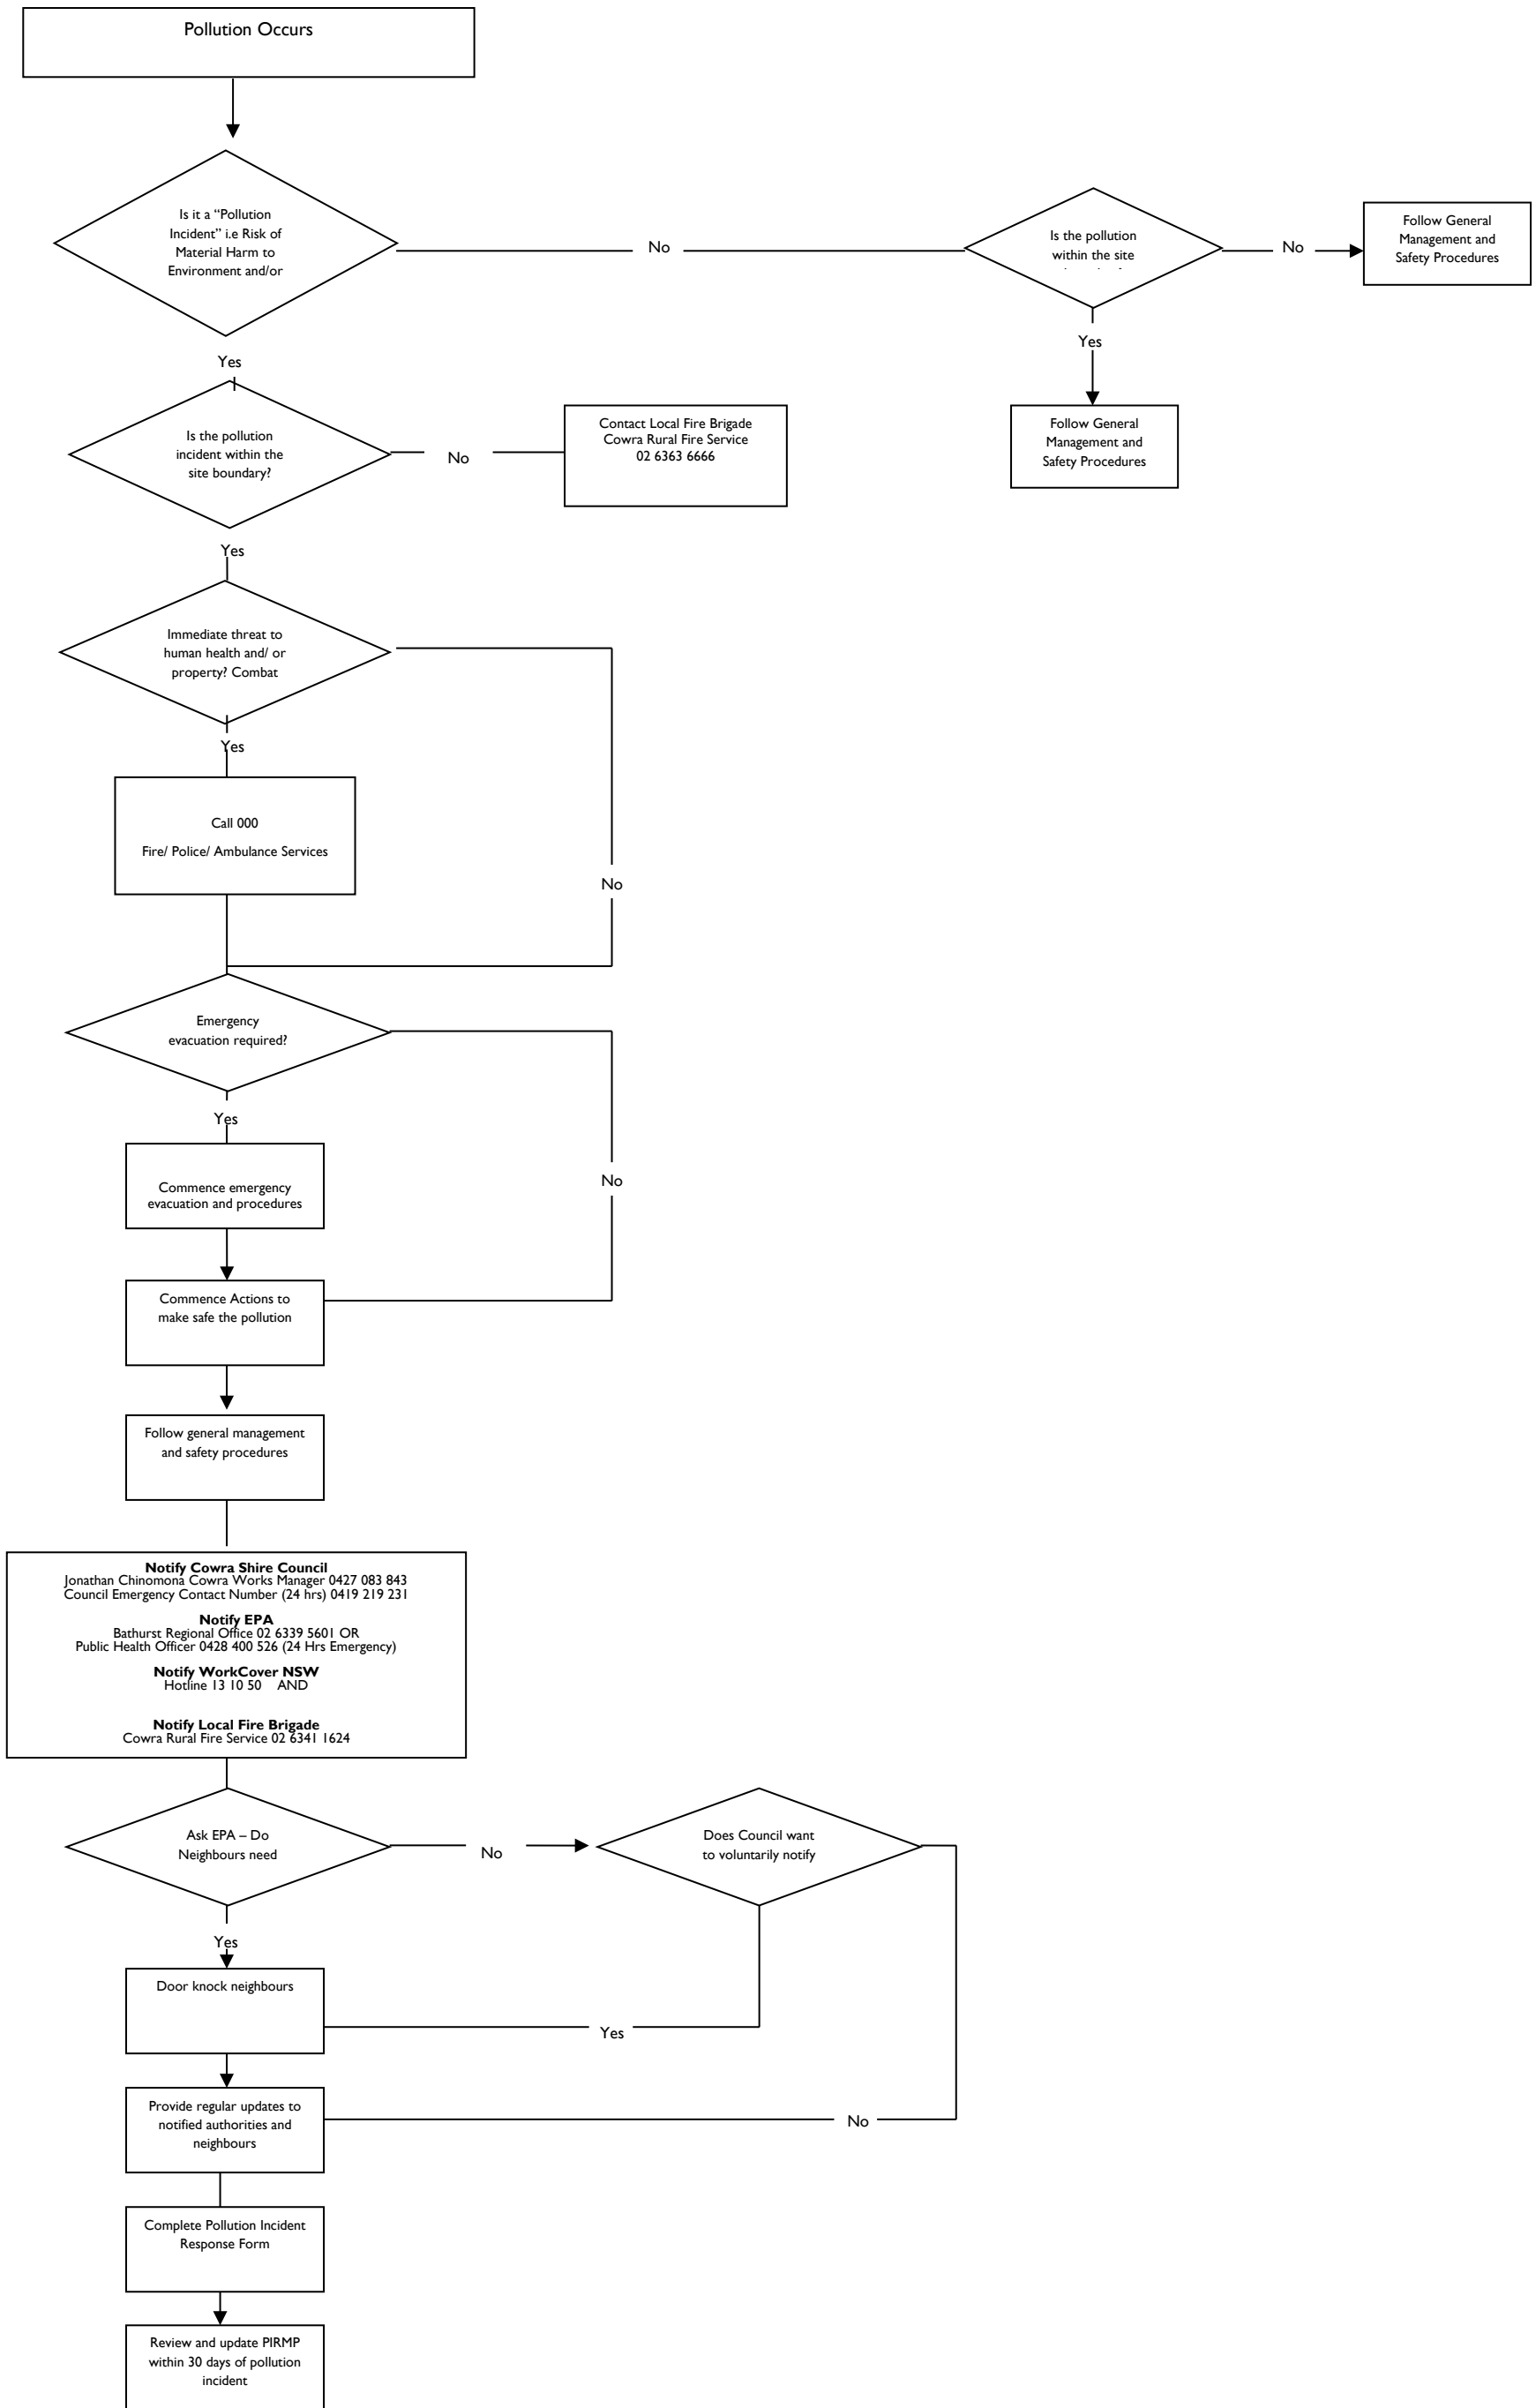 Pollution Occurs
Is it a “Pollution
Incident” i.e Risk of
Material Harm to
Environment and/or
No
Is the pollution
within the site
No
Follow General
Management and
Safety Procedures
Yes
Follow General
Management and
Safety Procedures
Yes
Is the pollution
incident within the
site boundary?
No
Contact Local Fire Brigade
Cowra Rural Fire Service
02 6363 6666
Yes
Immediate threat to
human health and/ or
property? Combat
Yes
Call 000
Fire/ Police/ Ambulance Services
No
Emergency
evacuation required?
Yes
No
Commence emergency
evacuation and procedures
Commence Actions to
make safe the pollution
Follow general management
and safety procedures
Notify Cowra Shire Council
Jonathan Chinomona Cowra Works Manager 0427 083 843
Council Emergency Contact Number (24 hrs) 0419 219 231
Notify EPA
Bathurst Regional Office 02 6339 5601 OR
Public Health Officer 0428 400 526 (24 Hrs Emergency)
Notify WorkCover NSW
Hotline 13 10 50 AND
Notify Local Fire Brigade
Cowra Rural Fire Service 02 6341 1624
Ask EPA – Do
Neighbours need
No
Does Council want
to voluntarily notify
Yes
Door knock neighbours
Yes
Provide regular updates to
notified authorities and
neighbours
No
Complete Pollution Incident
Response Form
Review and update PIRMP
within 30 days of pollution
incident